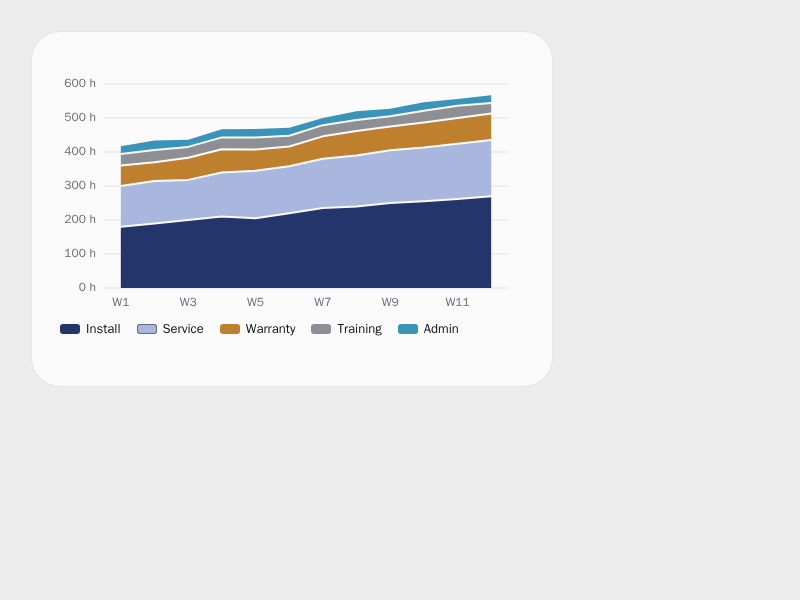 600 h
500 h
400 h
300 h
200 h
100 h
0 h
W1 W3 W5 W7 W9 W11
Install Service Warranty Training Admin